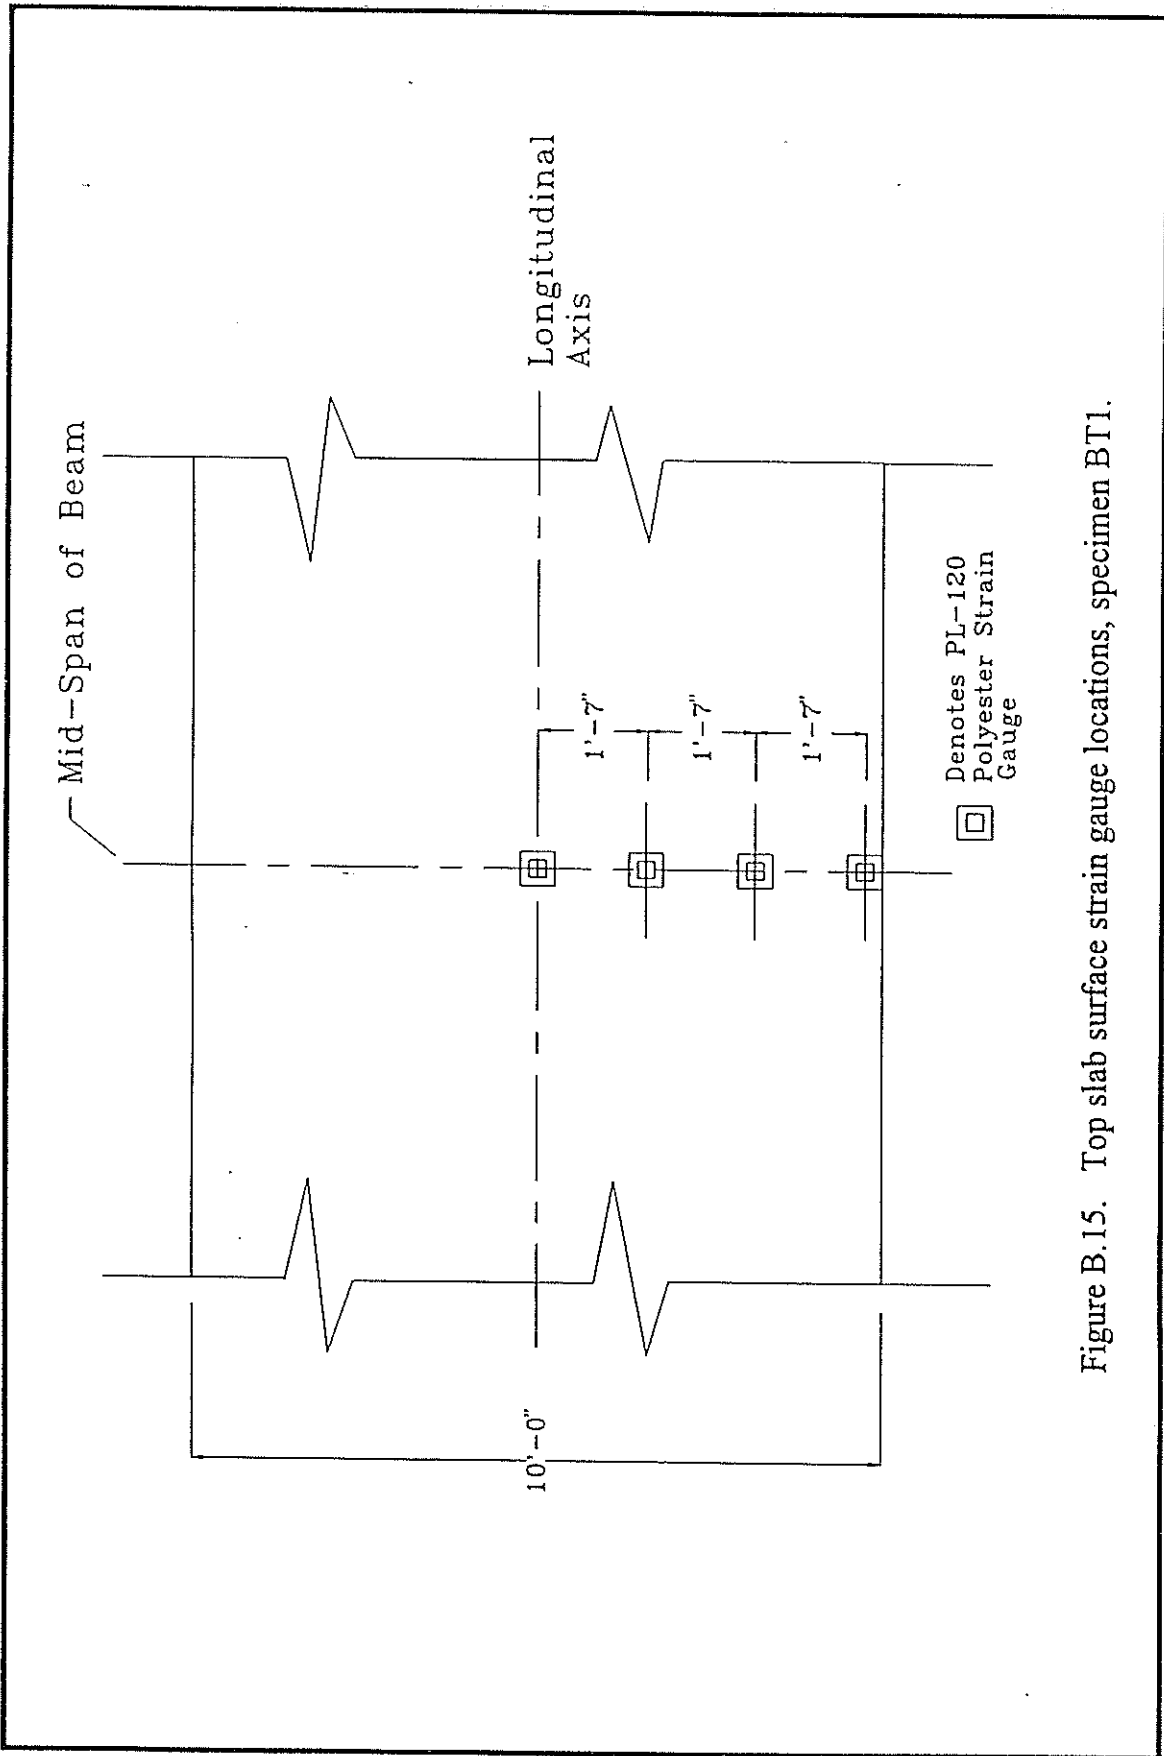 Mid-Span of Beam
Longitudinal
Axis
1'-7"
1'-7"
1'-7"
10'-0"
Denotes PL-120
Polyester Strain
Gauge
Figure B.15. Top slab surface strain gauge locations, specimen BT1.